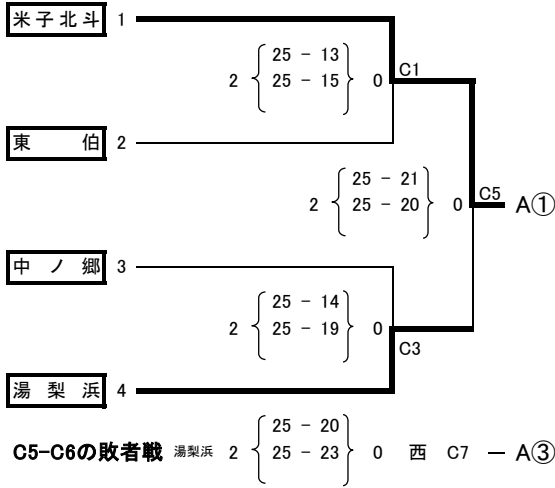 米子北斗 1
25 - 13
2 25 - 15 0 C1
東 伯 2
25 - 21
2 25 - 20 0 C5 A①
中ノ郷 3
25 - 14
2 25 - 19 0
C3
湯梨浜 4
25 - 20
C5-C6の敗者戦 湯梨浜 2 25 - 23 0 西 C7 ー A③